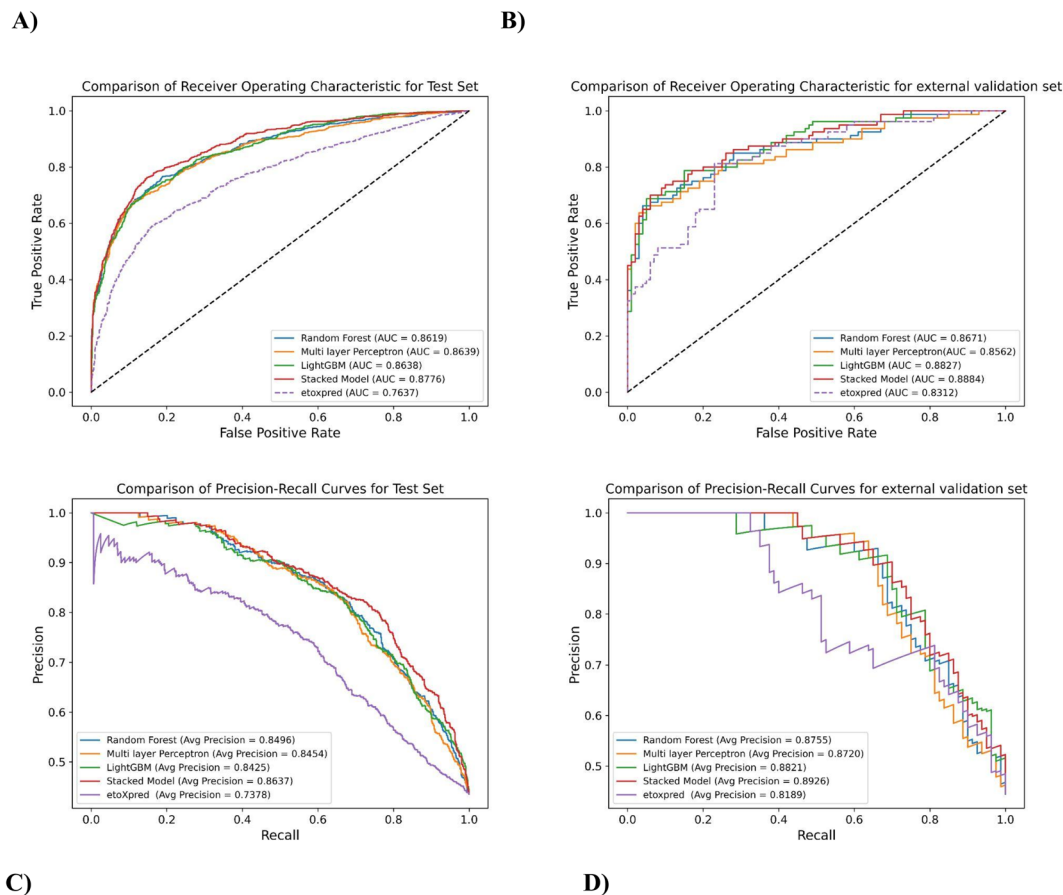 A)
B)
Comparison of Receiver Operating Characteristic for Test Set
True Positive Rate
1.0
0.8
0.6
0.4
0.2
0.0
Random Forest (AUC = 0.8619)
Multi layer Perceptron (AUC = 0.8639)
LightGBM (AUC = 0.8638)
Stacked Model (AUC = 0.8776)
etoxpred (AUC = 0.7637)
0.0 0.2 0.4 0.6 0.8 1.0
False Positive Rate
Comparison of Receiver Operating Characteristic for external validation set
True Positive Rate
1.0
0.8
0.6
0.4
0.2
0.0
Random Forest (AUC = 0.8671)
Multi layer Perceptron(AUC = 0.8562)
LightGBM (AUC = 0.8827)
Stacked Model (AUC = 0.8884)
etoxpred (AUC = 0.8312)
0.0 0.2 0.4 0.6 0.8 1.0
False Positive Rate
Comparison of Precision-Recall Curves for Test Set
Precision
1.0
0.9
0.8
0.7
0.6
0.5
Random Forest (Avg Precision = 0.8496)
Multi layer Perceptron (Avg Precision = 0.8454)
LightGBM (Avg Precision = 0.8425)
Stacked Model (Avg Precision = 0.8637)
etoXpred (Avg Precision = 0.7378)
0.0 0.2 0.4 0.6 0.8 1.0
Recall
Comparison of Precision-Recall Curves for external validation set
Precision
1.0
0.9
0.8
0.7
0.6
0.5
Random Forest (Avg Precision = 0.8755)
Multi layer Perceptron (Avg Precision = 0.8720)
LightGBM (Avg Precision = 0.8821)
Stacked Model (Avg Precision = 0.8926)
etoxpred (Avg Precision = 0.8189)
0.0 0.2 0.4 0.6 0.8 1.0
Recall
C)
D)